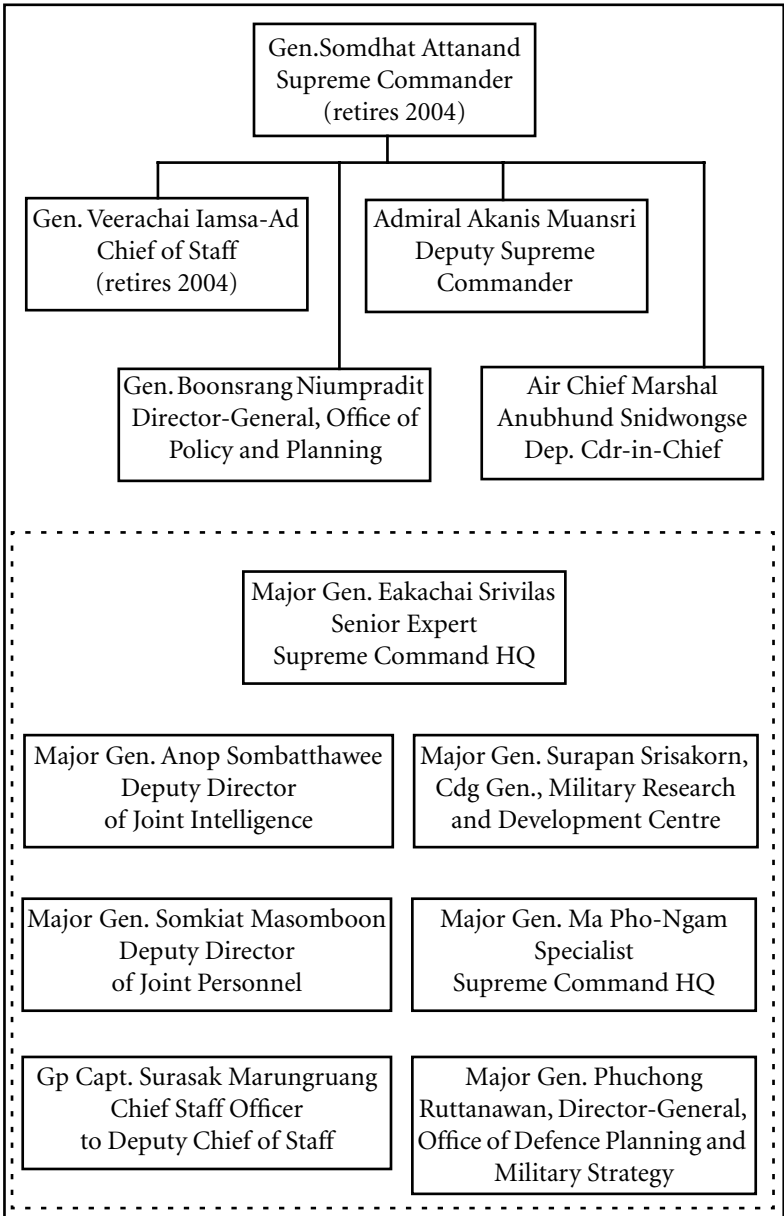 Gen.Somdhat Attanand
Supreme Commander
(retires 2004)
Gen. Veerachai Iamsa-Ad
Chief of Staff
(retires 2004)
Admiral Akanis Muansri
Deputy Supreme
Commander
Gen. Boonsrang Niumpradit
Director-General, Office of
Policy and Planning
Air Chief Marshal
Anubhund Snidwongse
Dep. Cdr-in-Chief
Major Gen. Eakachai Srivilas
Senior Expert
Supreme Command HQ
Major Gen. Anop Sombatthawee
Deputy Director
of Joint Intelligence
Major Gen. Surapan Srisakorn,
Cdg Gen., Military Research
and Development Centre
Major Gen. Somkiat Masomboon
Deputy Director
of Joint Personnel
Major Gen. Ma Pho-Ngam
Specialist
Supreme Command HQ
Gp Capt. Surasak Marungruang
Chief Staff Officer
to Deputy Chief of Staff
Major Gen. Phuchong
Ruttanawan, Director-General,
Office of Defence Planning and
Military Strategy